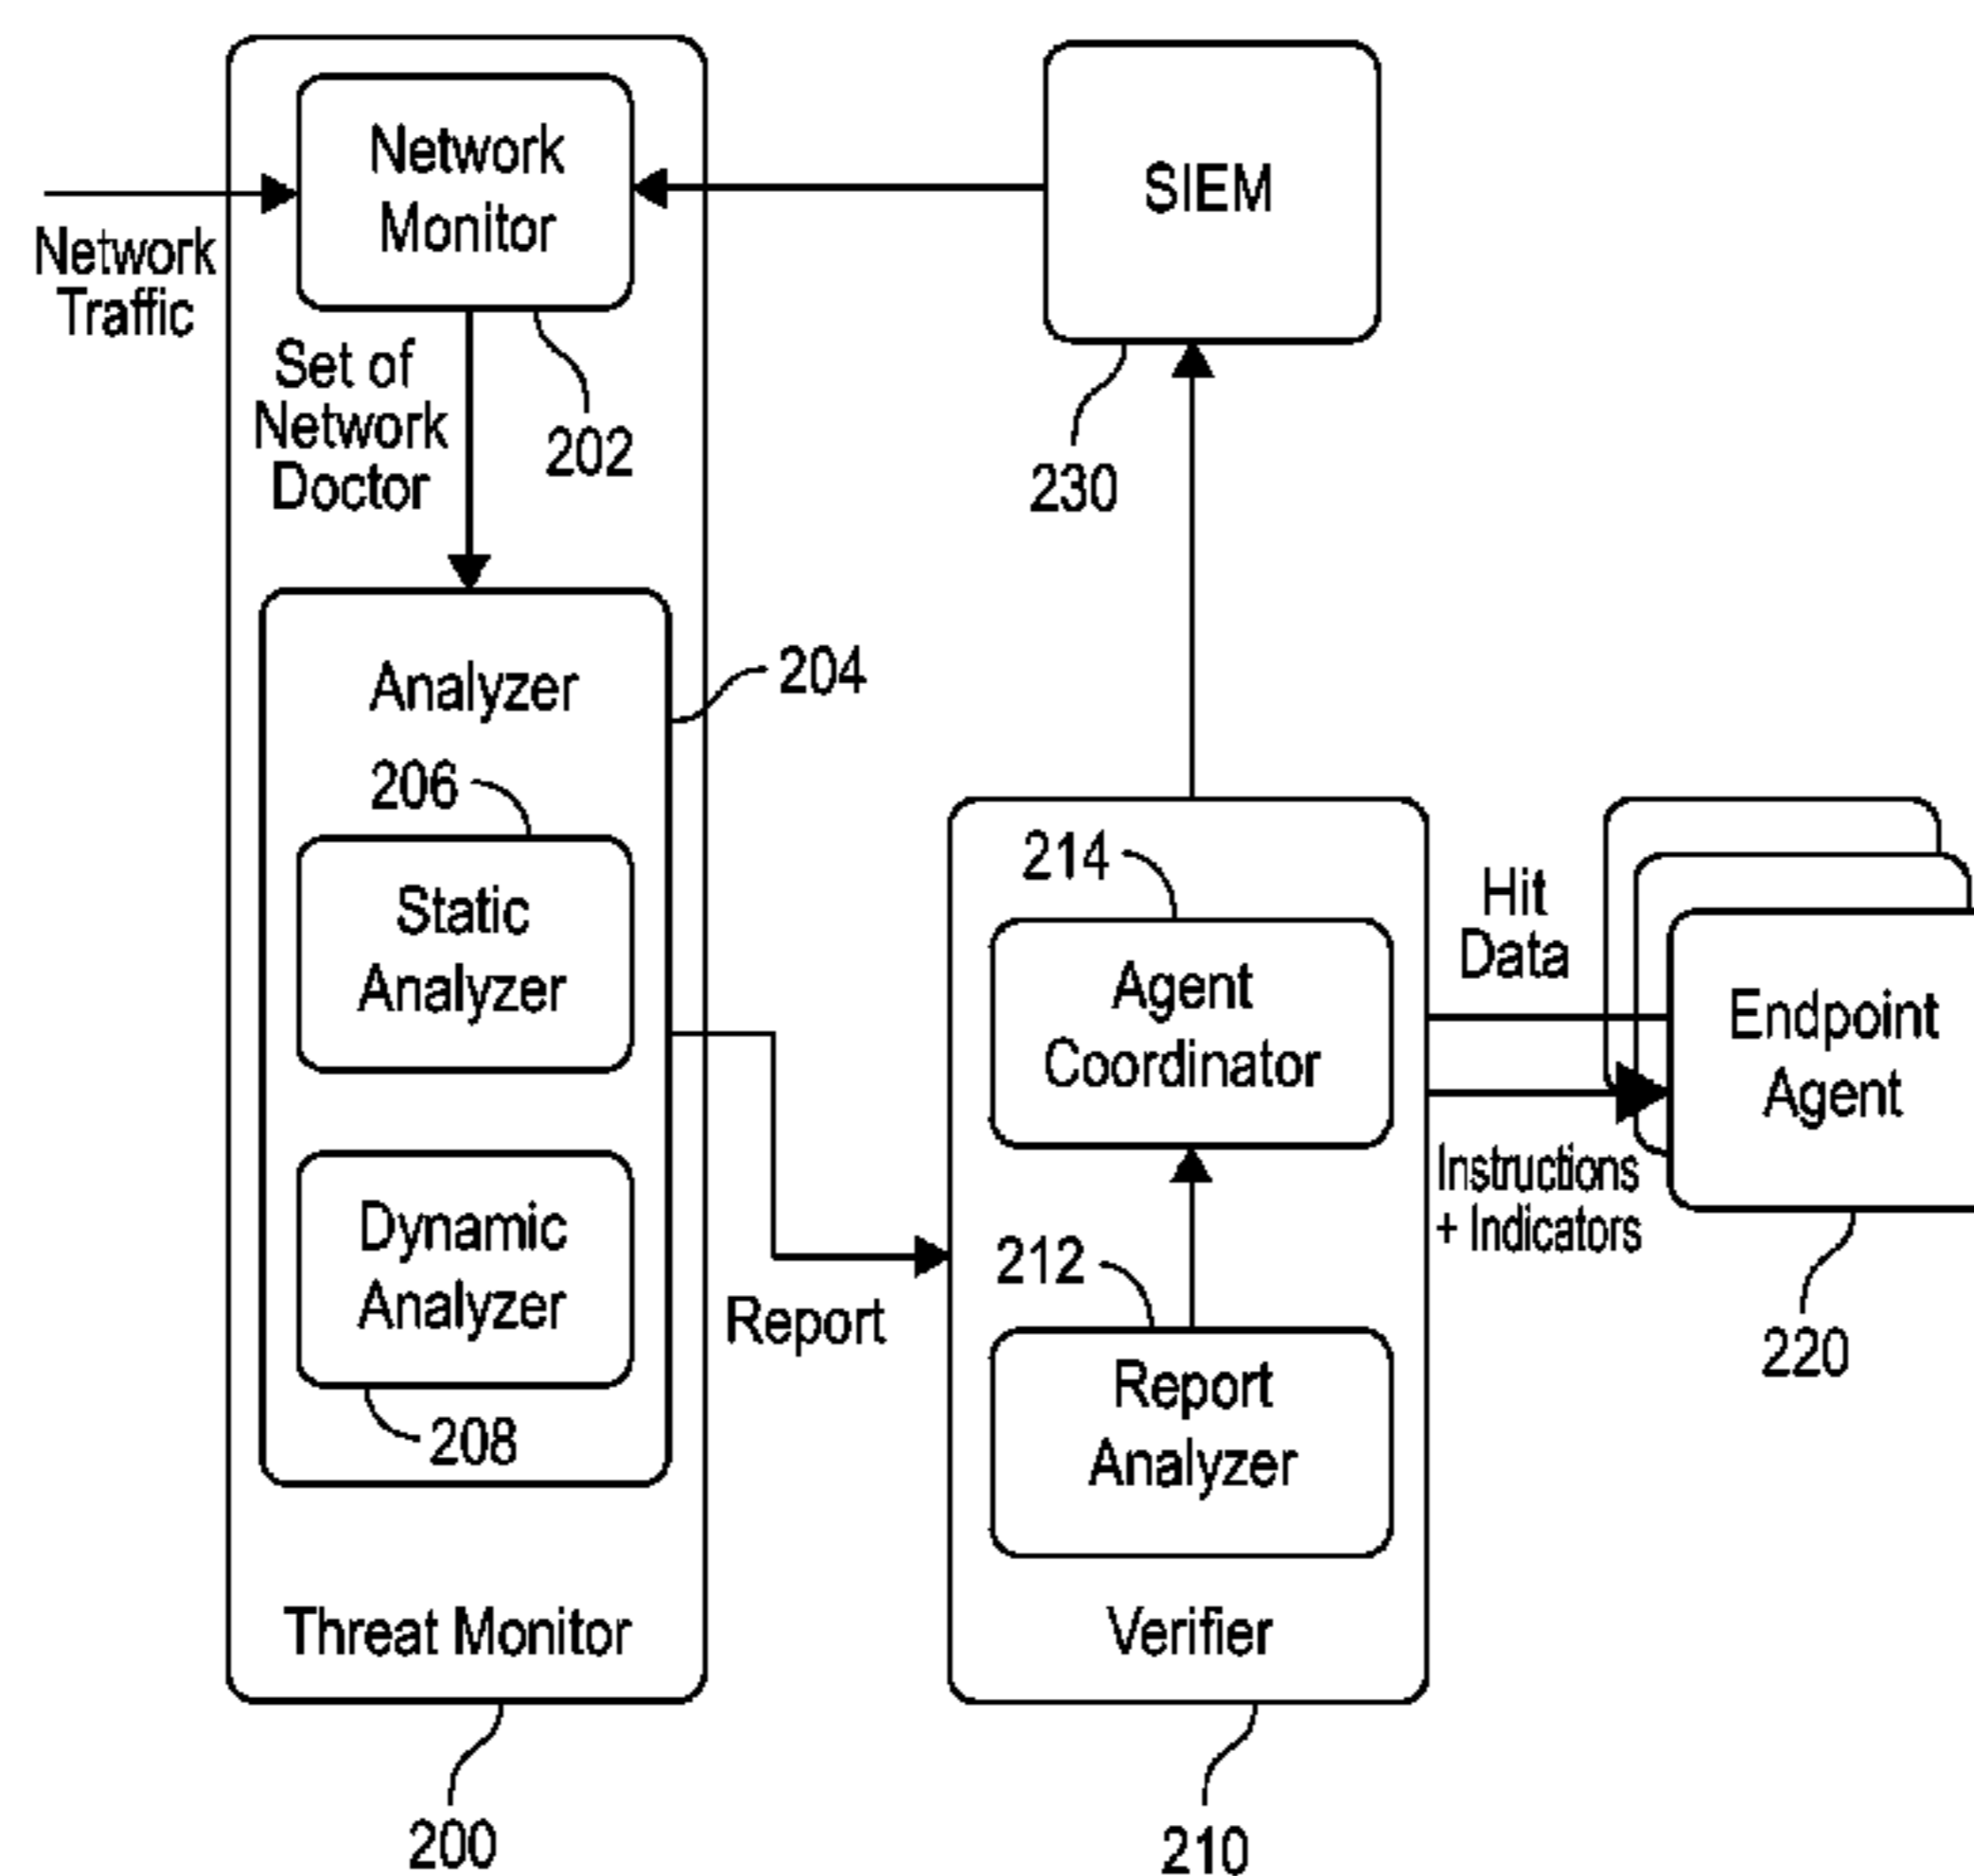 Network
Monitor
Network
Traffic
Set of
Network
Doctor
202
SIEM
230
Analyzer
204
206
Static
Analyzer
Dynamic
Analyzer
208
Threat Monitor
200
Report
214
Agent
Coordinator
212
Report
Analyzer
Verifier
210
Hit
Data
Instructions
+ Indicators
Endpoint
Agent
220